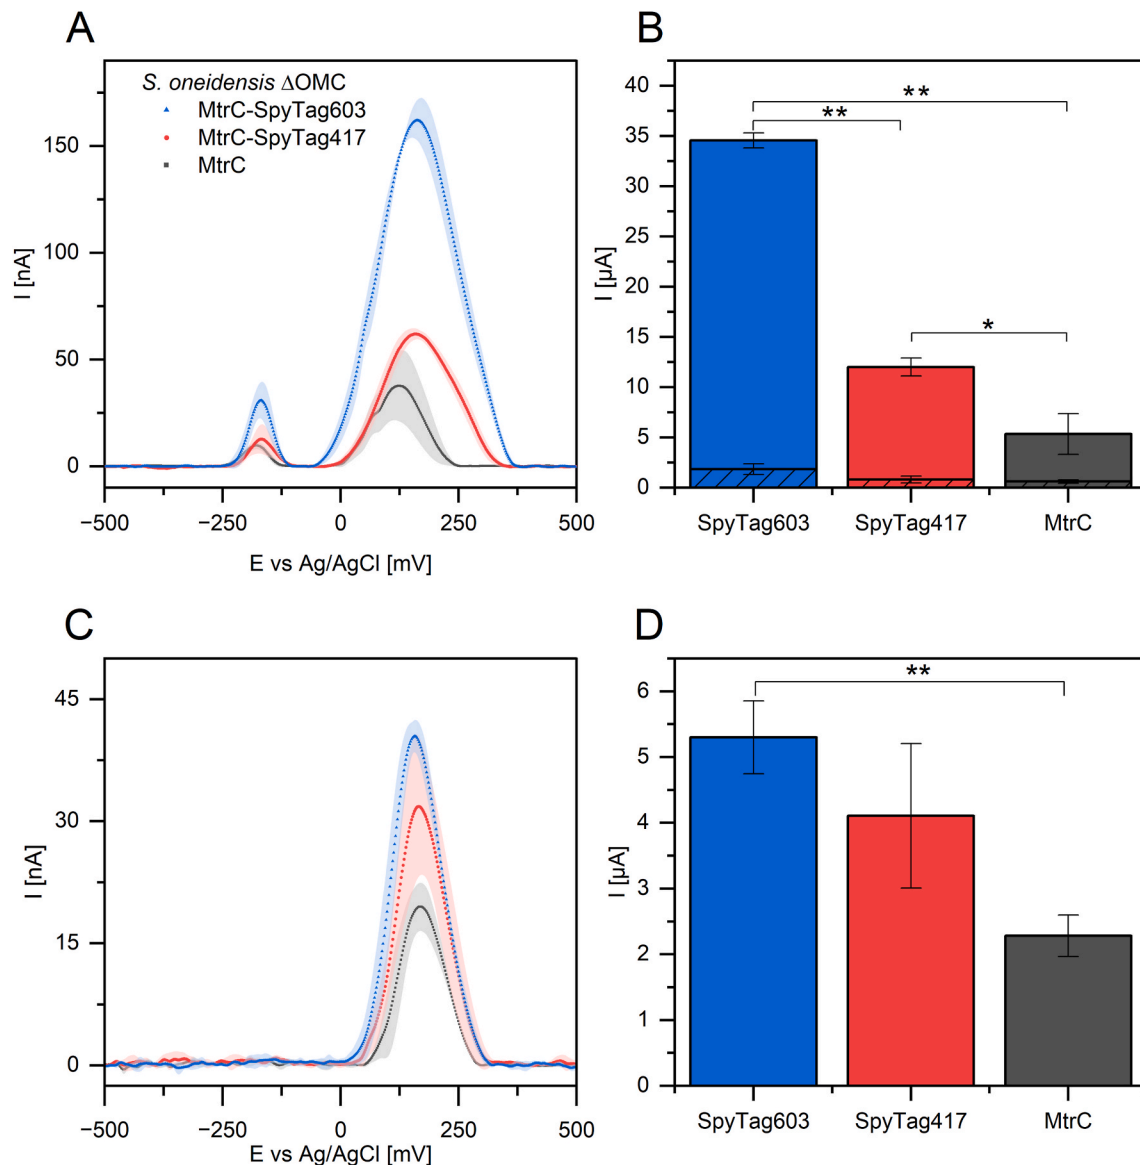 A
S. oneidensis ΔOMC
MtrC-SpyTag603
MtrC-SpyTag417
MtrC
150
100
50
0
I [nA]
−500
−250
0
250
500
E vs Ag/AgCl [mV]
B
40
35
30
25
20
15
10
5
0
I [µA]
**
**
*
SpyTag603
SpyTag417
MtrC
C
45
30
15
0
I [nA]
−500
−250
0
250
500
E vs Ag/AgCl [mV]
D
6
5
4
3
2
1
0
I [µA]
**
SpyTag603
SpyTag417
MtrC